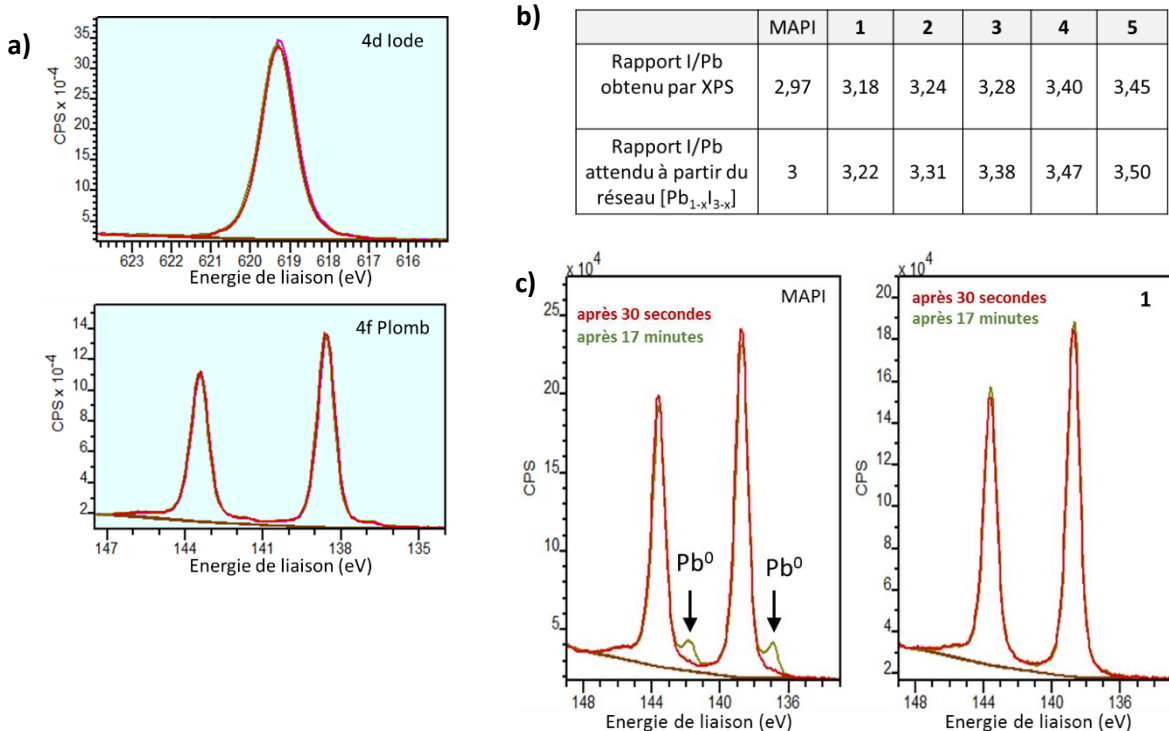 a)
4d Iode
CPS x 10⁻⁴
35
30
25
20
15
10
5
623 622 621 620 619 618 617 616
Energie de liaison (eV)
4f Plomb
CPS x 10⁻⁴
14
12
10
8
6
4
2
147 144 141 138 135
Energie de liaison (eV)
b)
MAPI 1 2 3 4 5
Rapport I/Pb
obtenu par XPS
2,97 3,18 3,24 3,28 3,40 3,45
Rapport I/Pb
attendu à partir du
réseau [Pb₁₋ₓI₃₋ₓ]
3 3,22 3,31 3,38 3,47 3,50
c)
x 10⁴
MAPI
après 30 secondes
après 17 minutes
CPS
25
20
15
10
5
Pb⁰
Pb⁰
148 144 140 136
Energie de liaison (eV)
x 10⁴
1
après 30 secondes
après 17 minutes
CPS
20
18
16
14
12
10
8
6
4
2
148 144 140 136
Energie de liaison (eV)